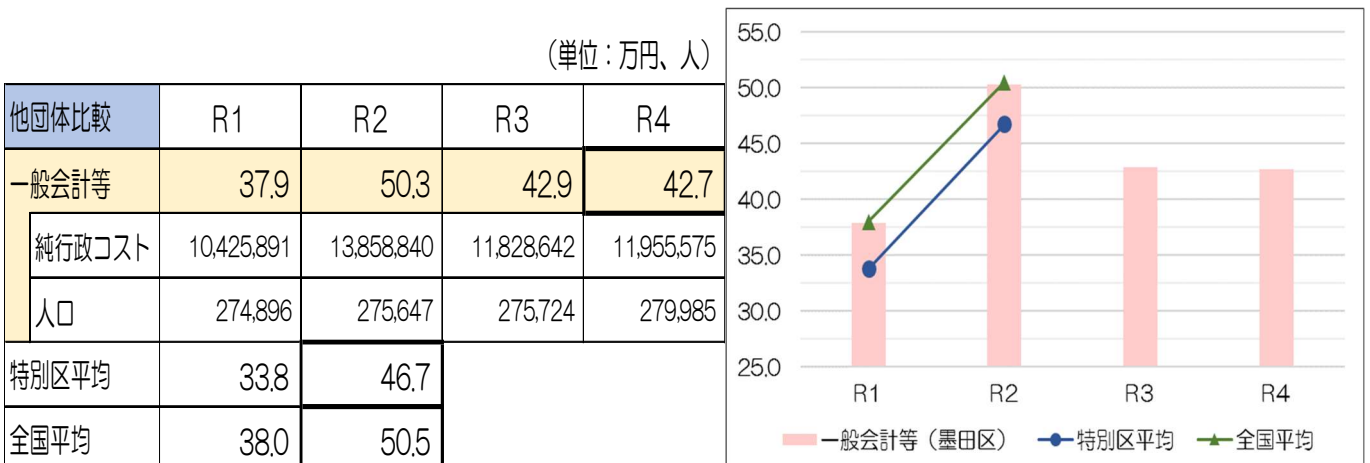 （単位：万円、人）
他団体比較 R1 R2 R3 R4
一般会計等 37.9 50.3 42.9 42.7
純行政コスト 10,425,891 13,858,840 11,828,642 11,955,575
人口 274,896 275,647 275,724 279,985
特別区平均 33.8 46.7
全国平均 38.0 50.5
55.0
50.0
45.0
40.0
35.0
30.0
25.0
R1 R2 R3 R4
一般会計等（墨田区） 特別区平均 全国平均